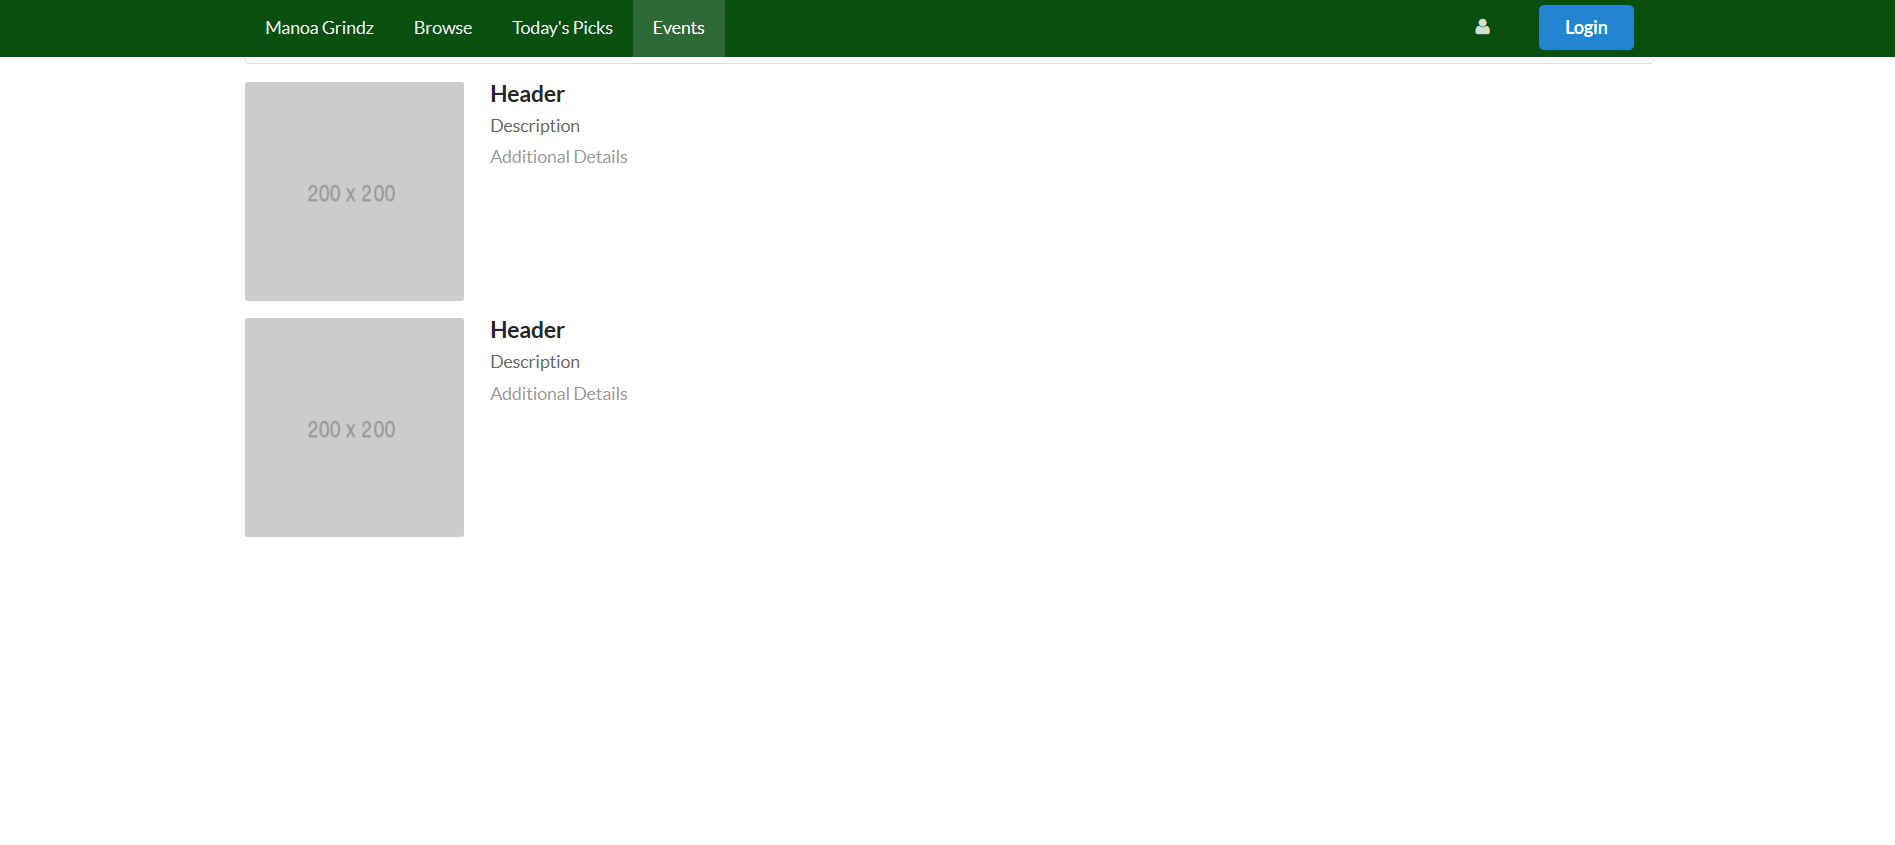 Manoa Grindz Browse Today's Picks Events Login
Header
Description
Additional Details
200 x 200
Header
Description
Additional Details
200 x 200